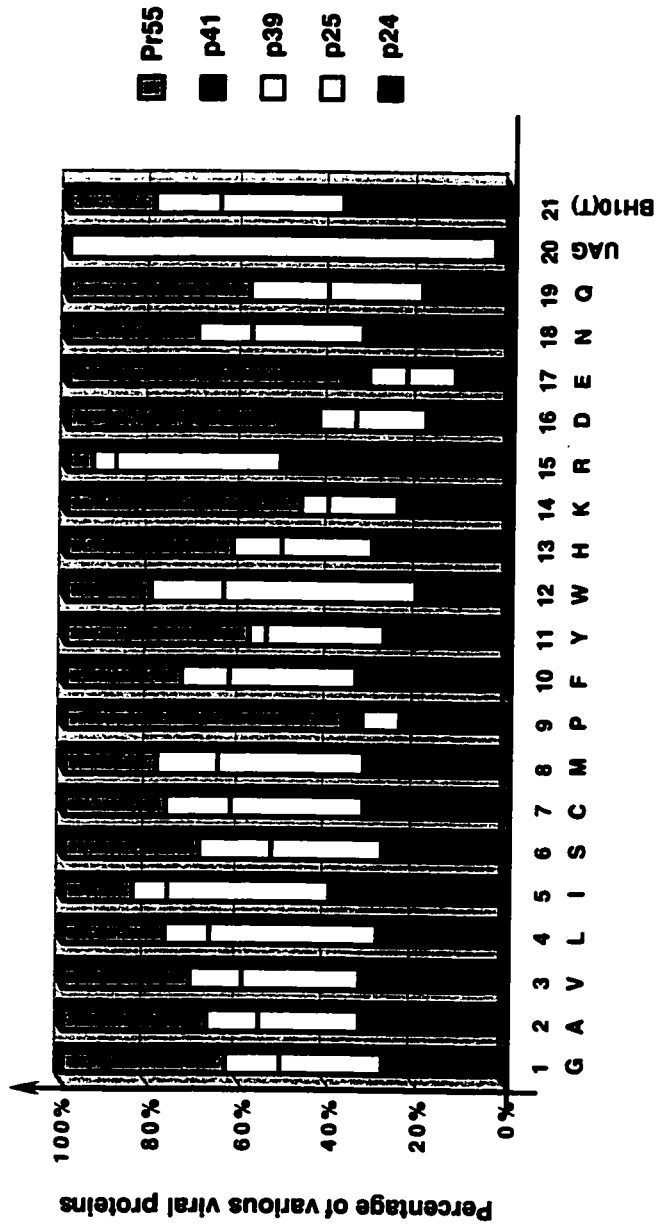 Percentage of various viral proteins
100%
80%
60%
40%
20%
0%
1 2 3 4 5 6 7 8 9 10 11 12 13 14 15 16 17 18 19 20 21
G A V L I S C M P F Y W H K R D E N Q UAG BH10(T)
Pr55
p41
p39
p25
p24